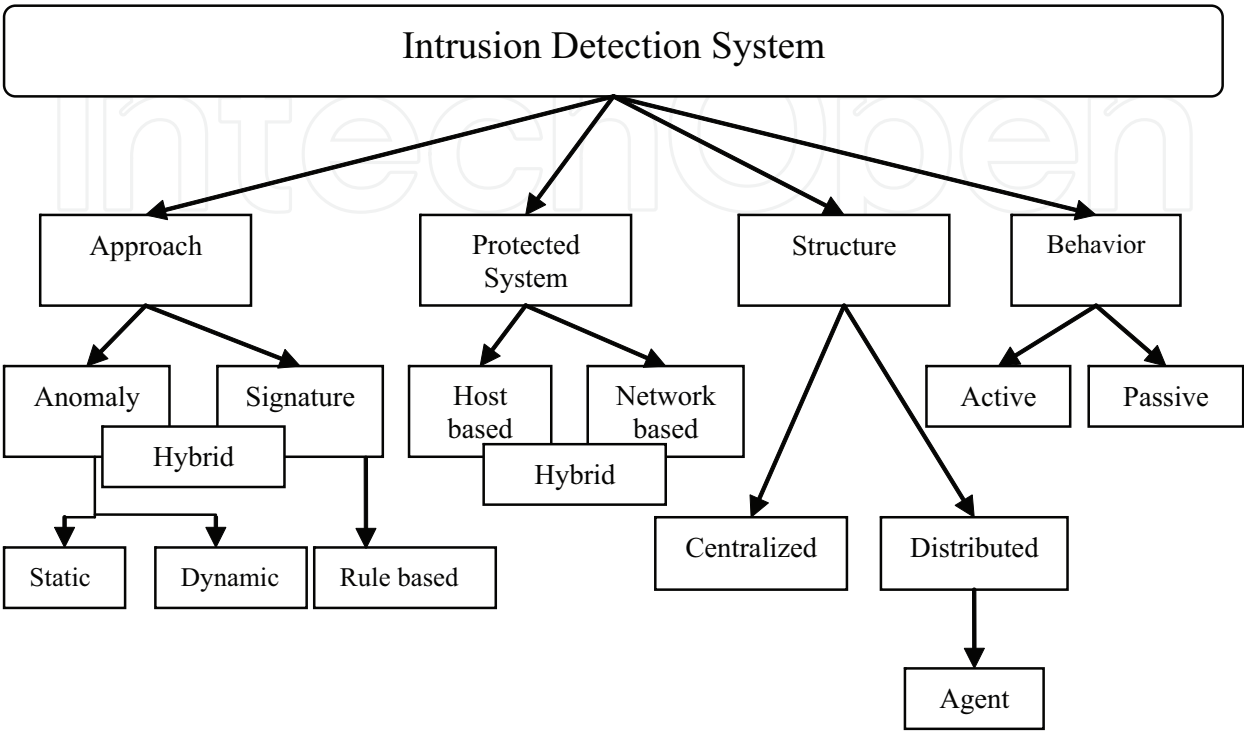 Intrusion Detection System
IntechOpen
Approach
Protected
System
Structure
Behavior
Anomaly
Signature
Hybrid
Host
based
Network
based
Hybrid
Active
Passive
Static
Dynamic
Rule based
Centralized
Distributed
Agent